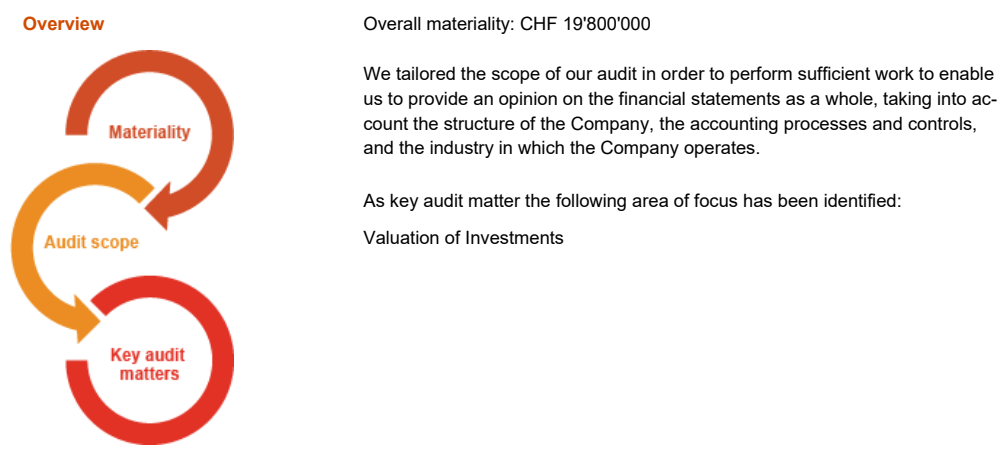 Overview
Materiality
Audit scope
Key audit
matters
Overall materiality: CHF 19'800'000
We tailored the scope of our audit in order to perform sufficient work to enable
us to provide an opinion on the financial statements as a whole, taking into ac-
count the structure of the Company, the accounting processes and controls,
and the industry in which the Company operates.
As key audit matter the following area of focus has been identified:
Valuation of Investments